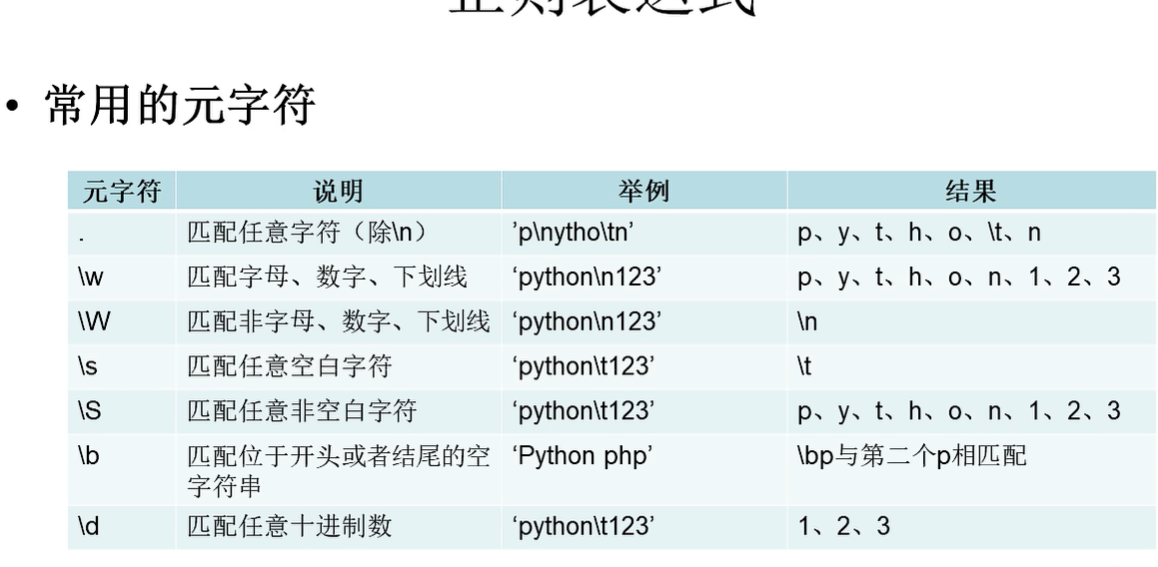 正则表达式
• 常用的元字符
元字符 说明 举例 结果
. 匹配任意字符（除\n） ’p\nytho\tn’ p、y、t、h、o、\t、n
\w 匹配字母、数字、下划线 ‘python\n123’ p、y、t、h、o、n、1、2、3
\W 匹配非字母、数字、下划线 ‘python\n123’ \n
\s 匹配任意空白字符 ‘python\t123’ \t
\S 匹配任意非空白字符 ‘python\t123’ p、y、t、h、o、n、1、2、3
\b 匹配位于开头或者结尾的空 ‘Python php’ \bp与第二个p相匹配
字符串
\d 匹配任意十进制数 ‘python\t123’ 1、2、3